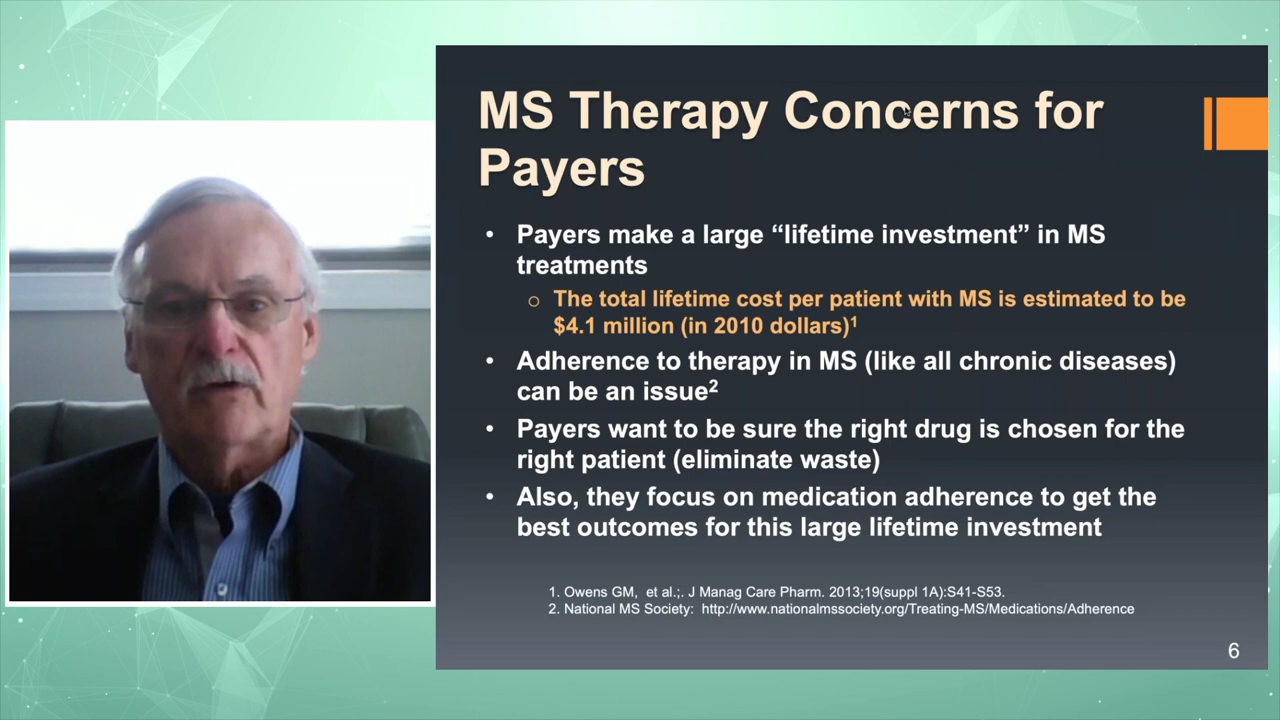 MS Therapy Concerns for
Payers
• Payers make a large “lifetime investment” in MS
treatments
o The total lifetime cost per patient with MS is estimated to be
$4.1 million (in 2010 dollars)¹
• Adherence to therapy in MS (like all chronic diseases)
can be an issue²
• Payers want to be sure the right drug is chosen for the
right patient (eliminate waste)
• Also, they focus on medication adherence to get the
best outcomes for this large lifetime investment
1. Owens GM, et al.;. J Manag Care Pharm. 2013;19(suppl 1A):S41-S53.
2. National MS Society: http://www.nationalmssociety.org/Treating-MS/Medications/Adherence
6